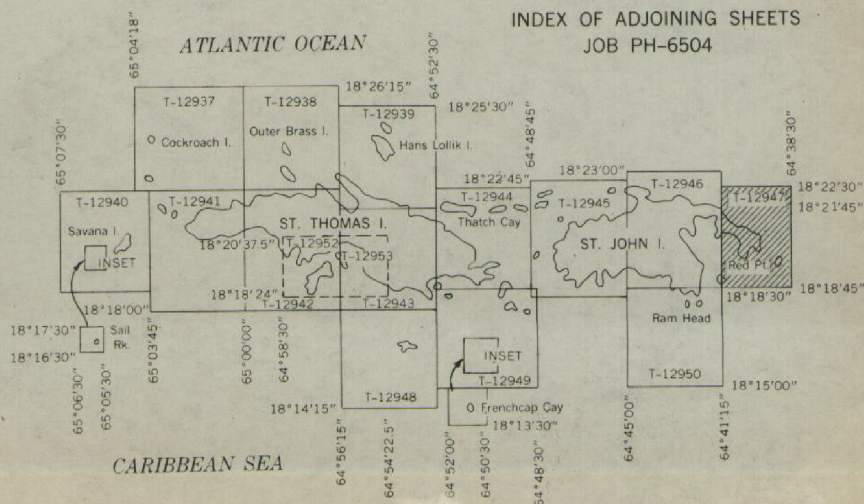 INDEX OF ADJOINING SHEETS
JOB PH-6504
ATLANTIC OCEAN
65°04'18"
64°52'30"
18°26'15"
18°25'30"
T-12937
T-12938
T-12939
Cockroach I.
Outer Brass I.
Hans Lollik I.
64°48'45"
64°38'30"
65°07'30"
18°22'45"
18°23'00"
T-12946
18°22'30"
T-12940
T-12941
T-12944
T-12945
T-12947
18°21'45"
Savana I.
ST. THOMAS I.
Thatch Cay
ST. JOHN I.
18°20'37.5"
T-12952
T-12953
INSET
Red Pt.
18°18'24"
18°18'00"
T-12942
T-12943
18°18'30"
18°18'45"
18°17'30"
Sail
Rk.
18°16'30"
Ram Head
65°03'45"
65°00'00"
64°58'30"
INSET
T-12948
T-12949
T-12950
18°15'00"
65°06'30"
65°05'30"
18°14'15"
Frenchcap Cay
18°13'30"
64°45'00"
64°41'15"
CARIBBEAN SEA
64°56'15"
64°54'22.5"
64°52'00"
64°50'30"
64°48'30"